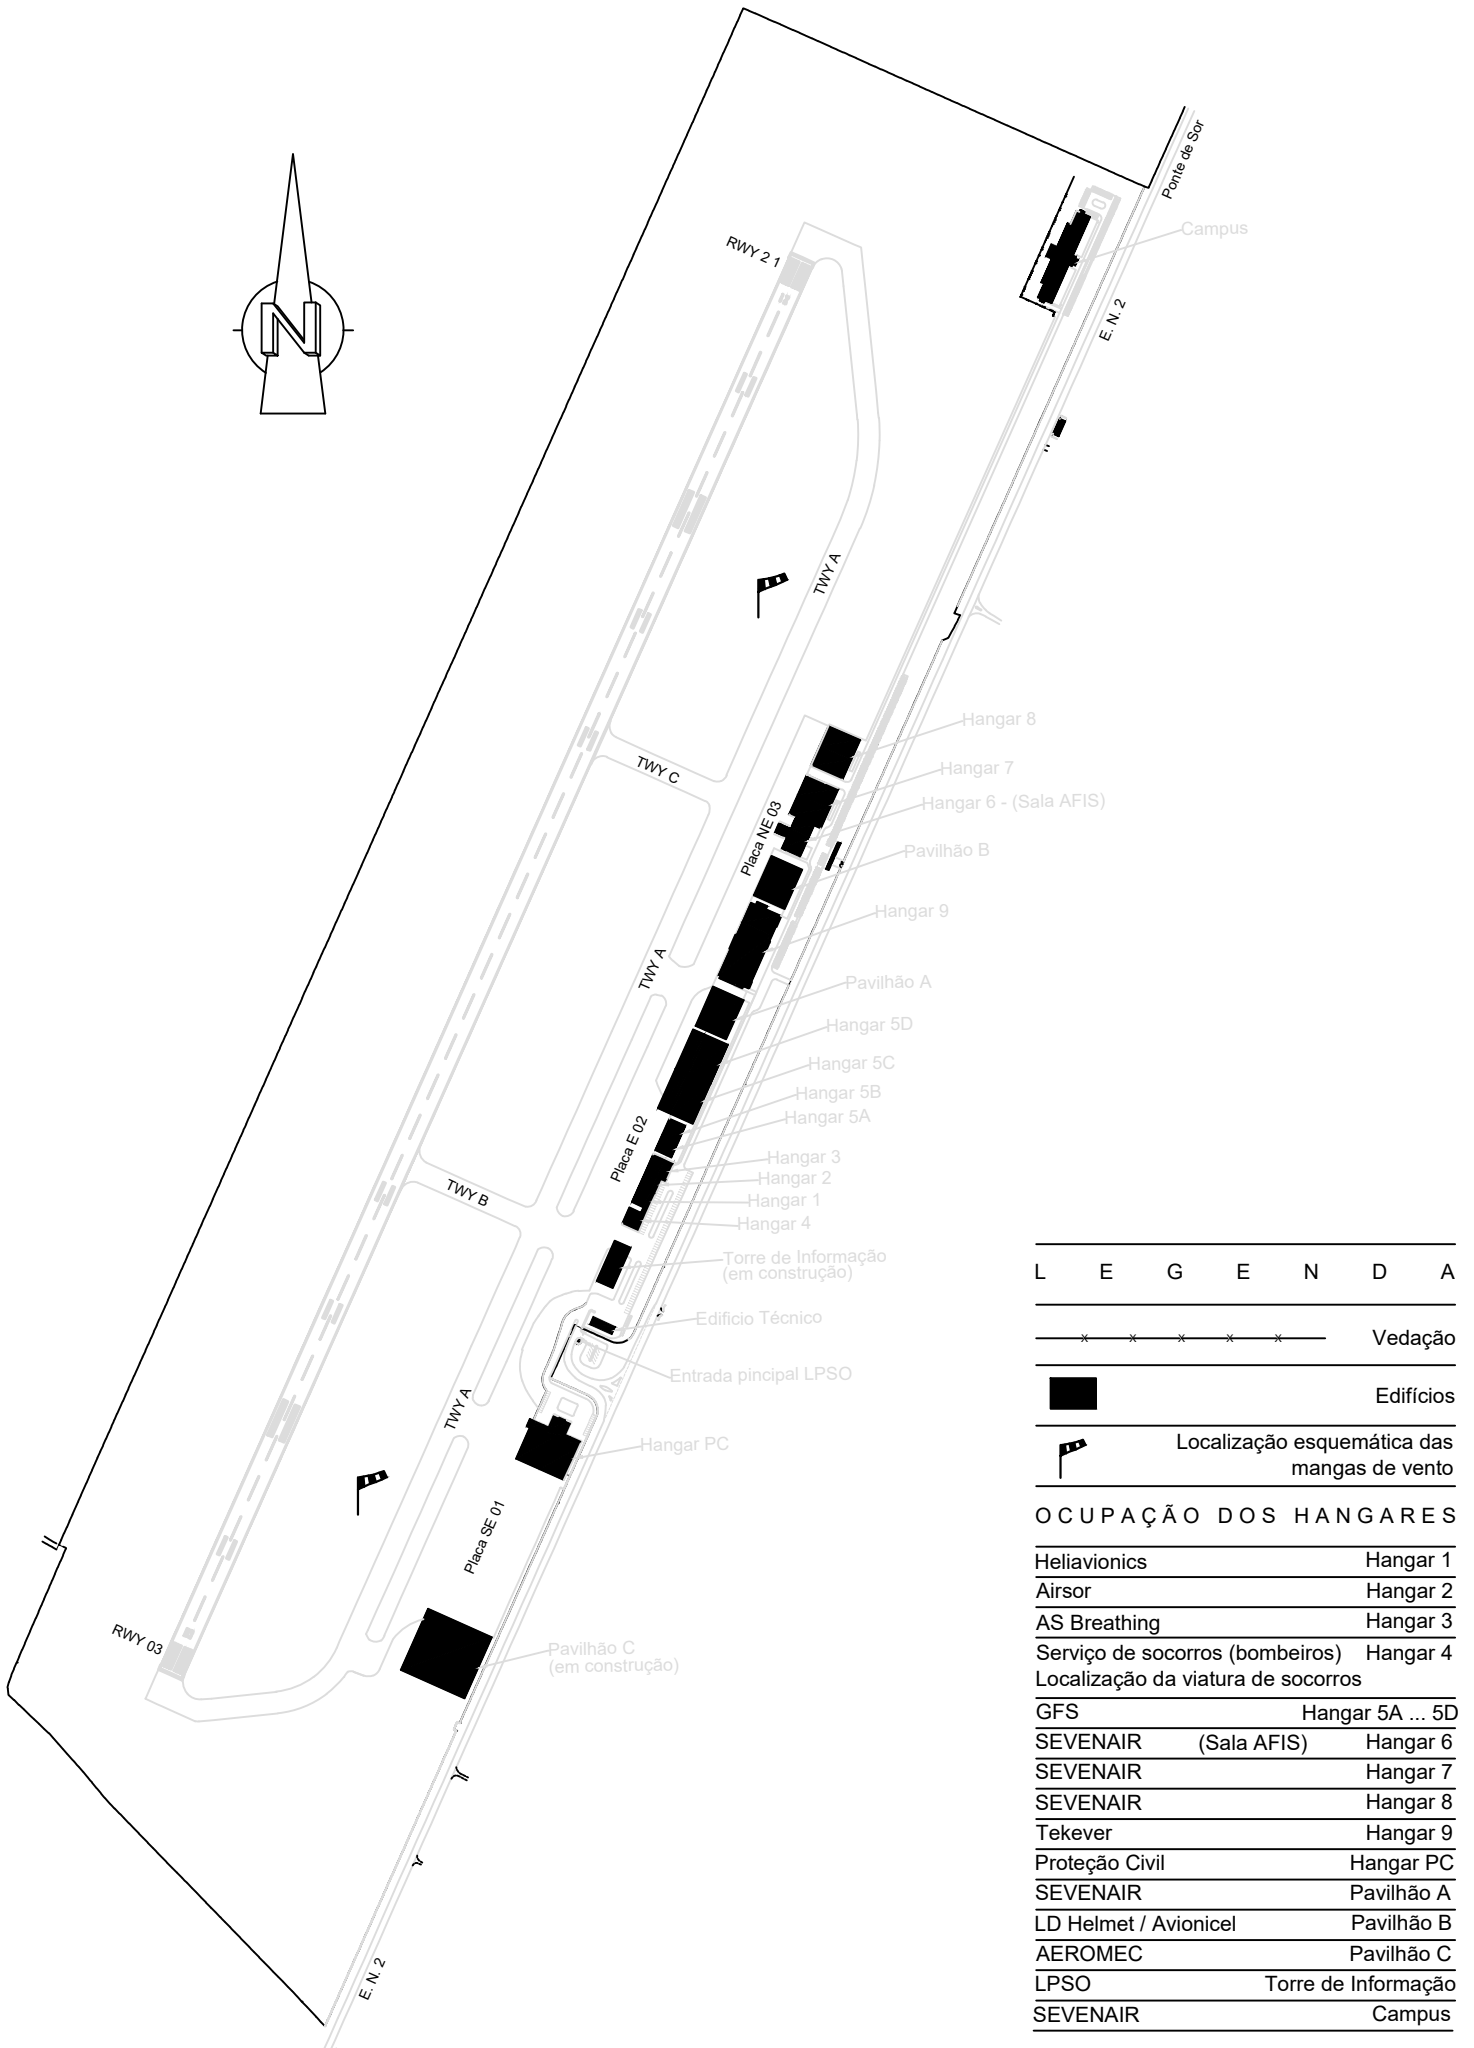 Ponte de Sor
Campus
RWY 2 1
N
E. N. 2
TWY A
Hangar 8
TWY C
Hangar 7
Hangar 6 - (Sala AFIS)
Placa NE 03
Pavilhão B
Hangar 9
TWY A
Pavilhão A
Hangar 5D
Hangar 5C
Hangar 5B
Hangar 5A
Placa E 02
Hangar 3
Hangar 2
TWY B
Hangar 1
Hangar 4
Torre de Informação
(em construção)
Edificio Técnico
Entrada pincipal LPSO
TWY A
Hangar PC
Placa SE 01
RWY 03
Pavilhão C
(em construção)
E. N. 2
L E G E N D A
x x x x x Vedação
Edifícios
Localização esquemática das
mangas de vento
OCUPAÇÃO DOS HANGARES
Heliavionics Hangar 1
Airsor Hangar 2
AS Breathing Hangar 3
Serviço de socorros (bombeiros) Hangar 4
Localização da viatura de socorros
GFS Hangar 5A ... 5D
SEVENAIR (Sala AFIS) Hangar 6
SEVENAIR Hangar 7
SEVENAIR Hangar 8
Tekever Hangar 9
Proteção Civil Hangar PC
SEVENAIR Pavilhão A
LD Helmet / Avionicel Pavilhão B
AEROMEC Pavilhão C
LPSO Torre de Informação
SEVENAIR Campus